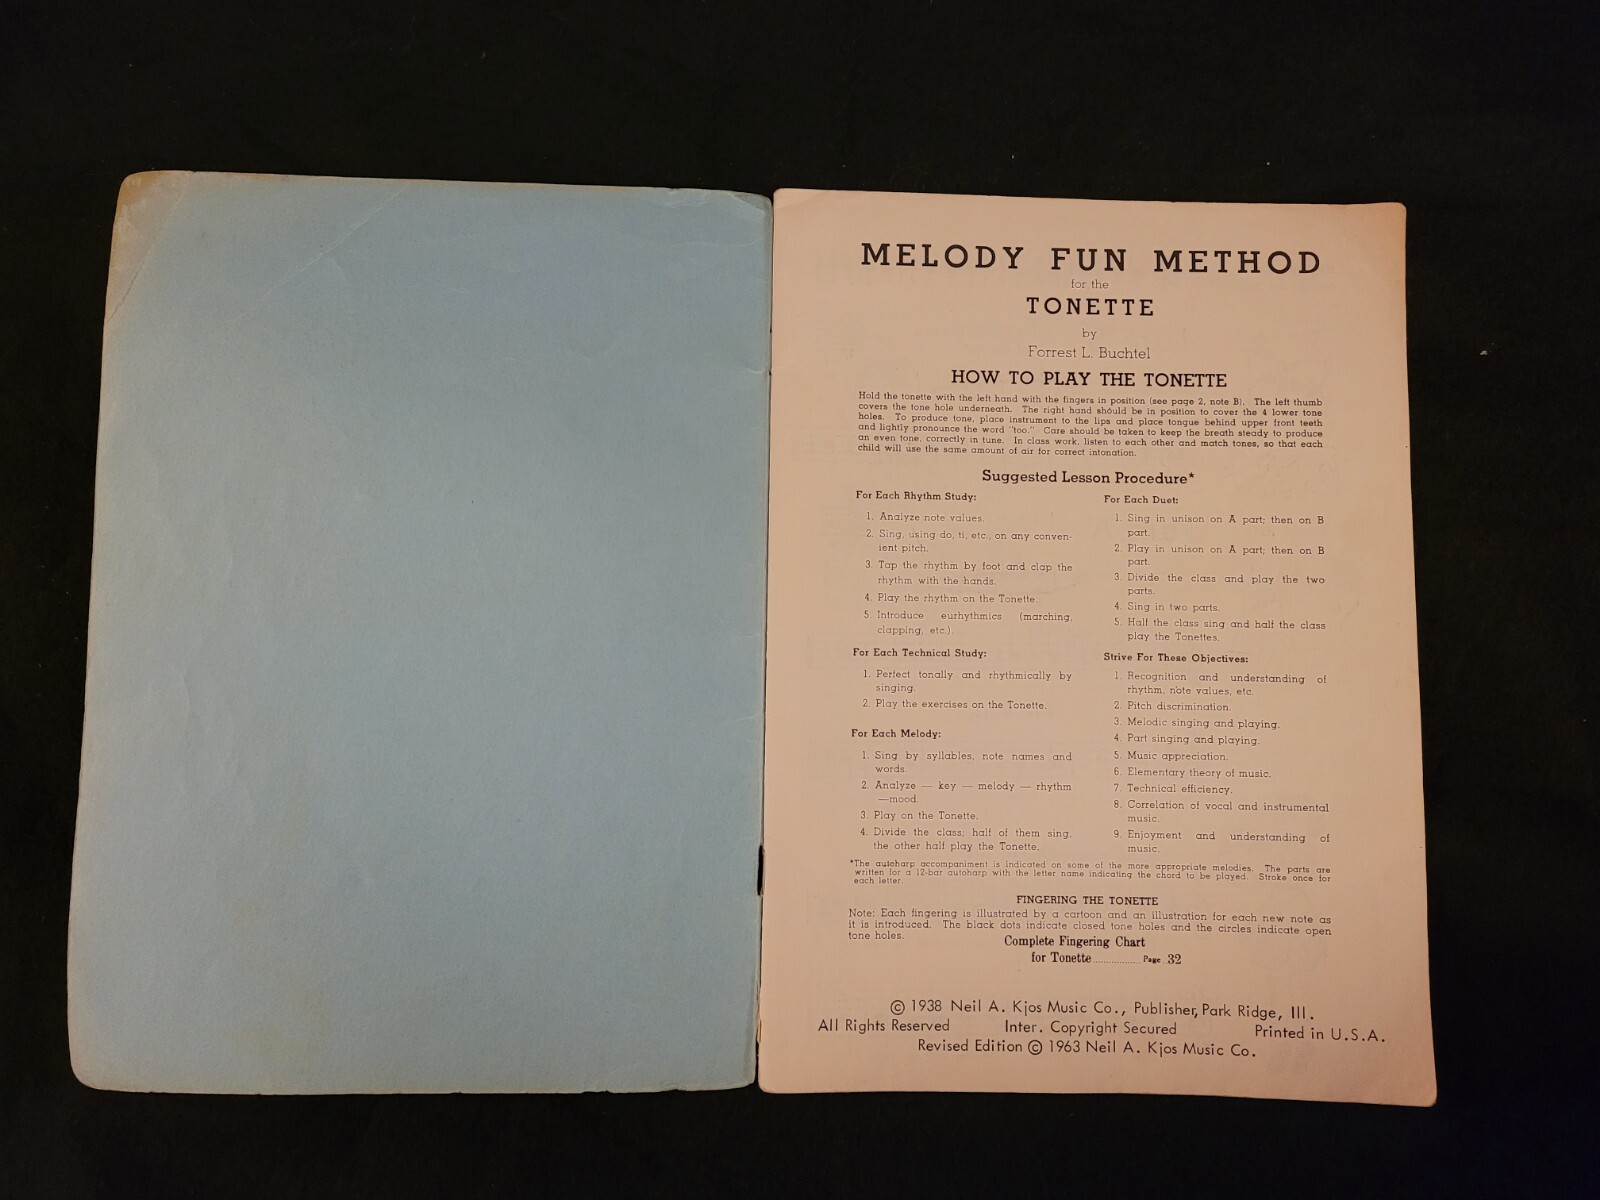 MELODY FUN METHOD
for the
TONETTE
by
Forrest L. Buchtel
HOW TO PLAY THE TONETTE
Hold the tonette with the left hand with the fingers in position (see page 2, note B). The left thumb
covers the tone hole underneath. The right hand should be in position to cover the 4 lower tone
holes. To produce tone, place instrument to the lips and place tongue behind upper front teeth
and lightly pronounce the word "too." Care should be taken to keep the breath steady to produce
an even tone, correctly in tune. In class work, listen to each other and match tones, so that each
child will use the same amount of air for correct intonation.
Suggested Lesson Procedure*
For Each Rhythm Study:
1. Analyze note values.
2. Sing, using do, ti, etc., on any conven-
ient pitch.
3. Tap the rhythm by foot and clap the
rhythm with the hands.
4. Play the rhythm on the Tonette.
5. Introduce eurhythmics (marching,
clapping, etc.).
For Each Technical Study:
1. Perfect tonally and rhythmically by
singing.
2. Play the exercises on the Tonette.
For Each Melody:
1. Sing by syllables, note names and
words.
2. Analyze — key — melody — rhythm
—mood.
3. Play on the Tonette.
4. Divide the class; half of them sing,
the other half play the Tonette.
For Each Duet:
1. Sing in unison on A part; then on B
part.
2. Play in unison on A part; then on B
part.
3. Divide the class and play the two
parts.
4. Sing in two parts.
5. Half the class sing and half the class
play the Tonettes.
Strive For These Objectives:
1. Recognition and understanding of
rhythm, note values, etc.
2. Pitch discrimination.
3. Melodic singing and playing.
4. Part singing and playing.
5. Music appreciation.
6. Elementary theory of music.
7. Technical efficiency.
8. Correlation of vocal and instrumental
music.
9. Enjoyment and understanding of
music.
*The autoharp accompaniment is indicated on some of the more appropriate melodies. The parts are
written for a 12-bar autoharp with the letter name indicating the chord to be played. Stroke once for
each letter.
FINGERING THE TONETTE
Note: Each fingering is illustrated by a cartoon and an illustration for each new note as
it is introduced. The black dots indicate closed tone holes and the circles indicate open
tone holes.
Complete Fingering Chart
for Tonette.................. Page 32
© 1938 Neil A. Kjos Music Co., Publisher, Park Ridge, Ill.
All Rights Reserved Inter. Copyright Secured Printed in U.S.A.
Revised Edition © 1963 Neil A. Kjos Music Co.